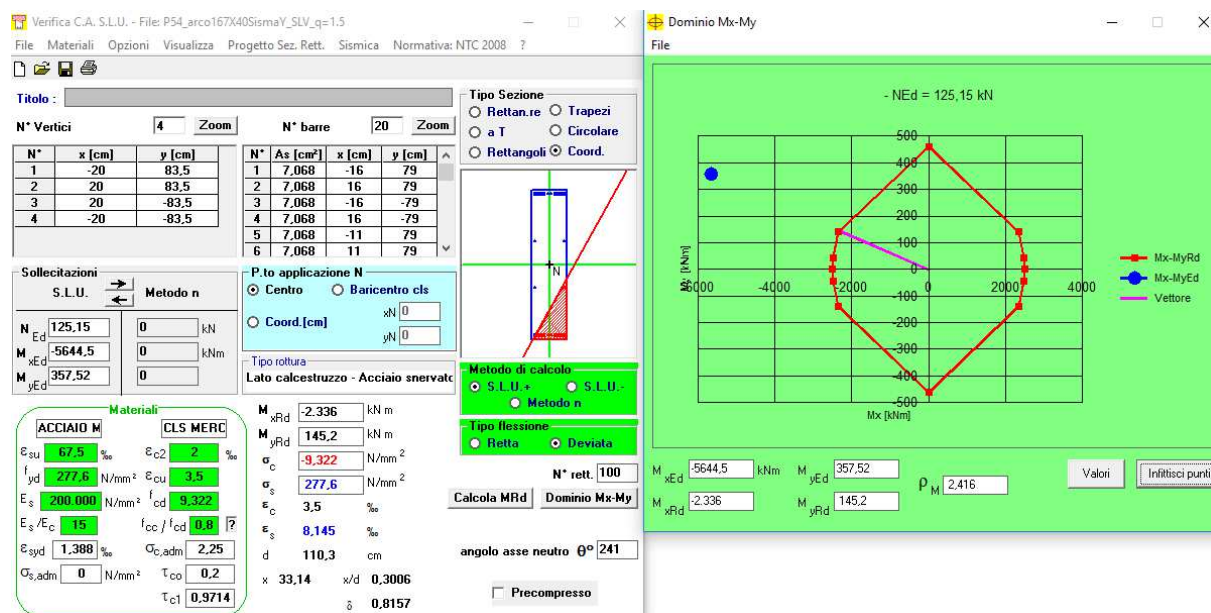 Verifica C.A. S.L.U. - File: P54_arco167X40SismaY_SLV_q=1.5
File Materiali Opzioni Visualizza Progetto Sez. Rett. Sismica Normativa: NTC 2008 ?
Titolo :
N° Vertici 4 Zoom N° barre 20 Zoom
N° x [cm] y [cm]
1 -20 83,5
2 20 83,5
3 20 -83,5
4 -20 -83,5
N° As [cm²] x [cm] y [cm]
1 7,068 -16 79
2 7,068 16 79
3 7,068 -16 -79
4 7,068 16 -79
5 7,068 -11 79
6 7,068 11 79
Tipo Sezione
Rettan.re Trapezi
a T Circolare
Rettangoli Coord.
N
Sollecitazioni
S.L.U. Metodo n
N Ed 125,15 0 kN
M xEd -5644,5 0 kNm
M yEd 357,52 0
P.to applicazione N
Centro Baricentro cls
Coord.[cm] xN 0
yN 0
Tipo rottura
Lato calcestruzzo - Acciaio snervato
Metodo di calcolo
S.L.U.+ S.L.U.-
Metodo n
Tipo flessione
Retta Deviata
N° rett. 100
Calcola MRd Dominio Mx-My
angolo asse neutro θ° 241
Precompresso
Materiali
ACCIAIO M CLS MERC
εsu 67,5 ‰ εc2 2 ‰
fyd 277,6 N/mm² εcu 3,5
Es 200.000 N/mm² fcd 9,322
Es/Ec 15 fcc/fcd 0,8 ?
εsyd 1,388 ‰ σc,adm 2,25
σs,adm 0 N/mm² τco 0,2
τc1 0,9714
M xRd -2.336 kN m
M yRd 145,2 kN m
σc -9,322 N/mm²
σs 277,6 N/mm²
εc 3,5 ‰
εs 8,145 ‰
d 110,3 cm
x 33,14 x/d 0,3006
δ 0,8157
Dominio Mx-My
File
- NEd = 125,15 kN
500
400
300
200
100
0
-100
-200
-300
-400
-500
My [kNm]
-6000 -4000 -2000 0 2000 4000
Mx [kNm]
Mx-MyRd
Mx-MyEd
Vettore
M xEd -5644,5 kNm M yEd 357,52
M xRd -2.336 M yRd 145,2
ρ M 2,416
Valori Infittisci punti